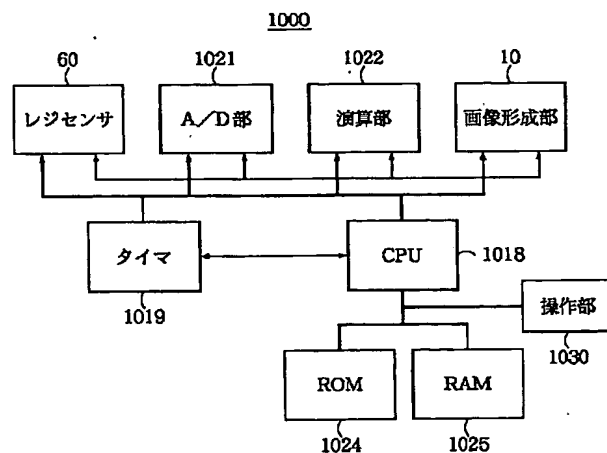 1000
60
1021
1022
10
レジセンサ
A/D部
演算部
画像形成部
タイマ
CPU
1018
1019
操作部
1030
ROM
RAM
1024
1025